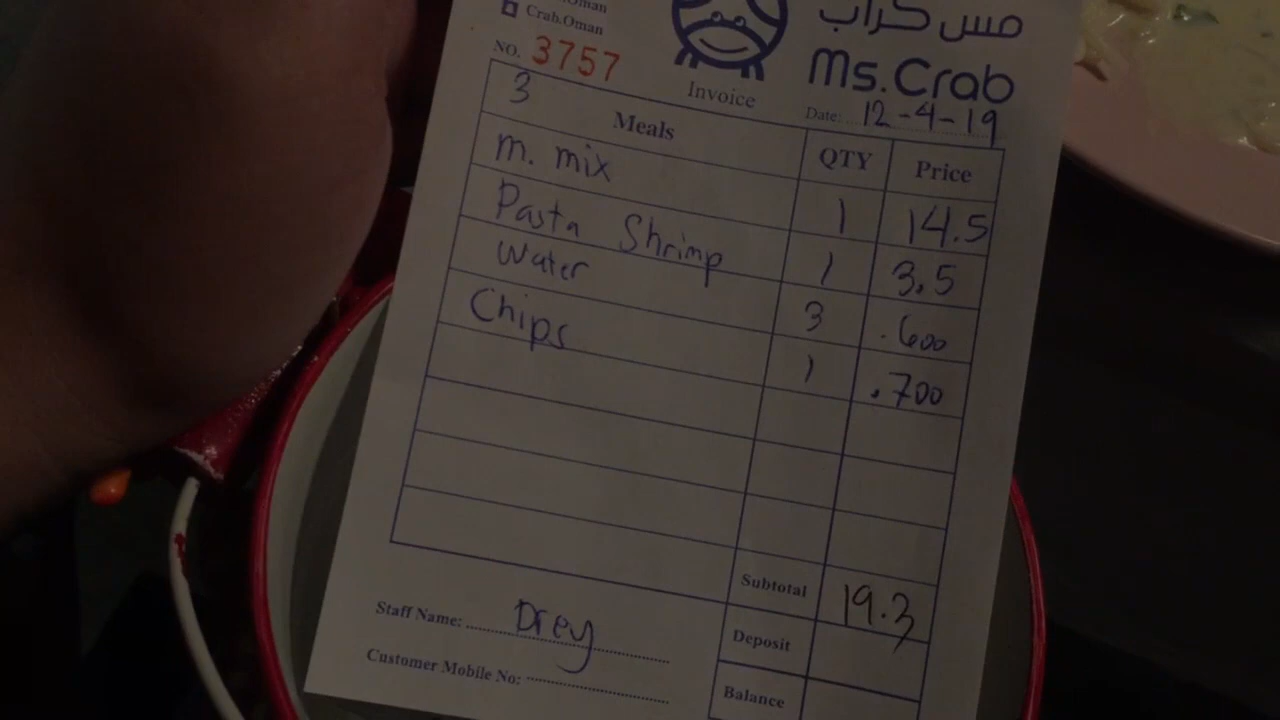 Crab.Oman
مس كراب
Ms.Crab
NO. 3757
Invoice
Date: 12-4-19
3
Meals QTY Price
m. mix 1 14.5
Pasta Shrimp 1 3.5
Water 3 .600
Chips 1 .700
Subtotal 19.3
Staff Name: Drey
Deposit
Customer Mobile No:
Balance